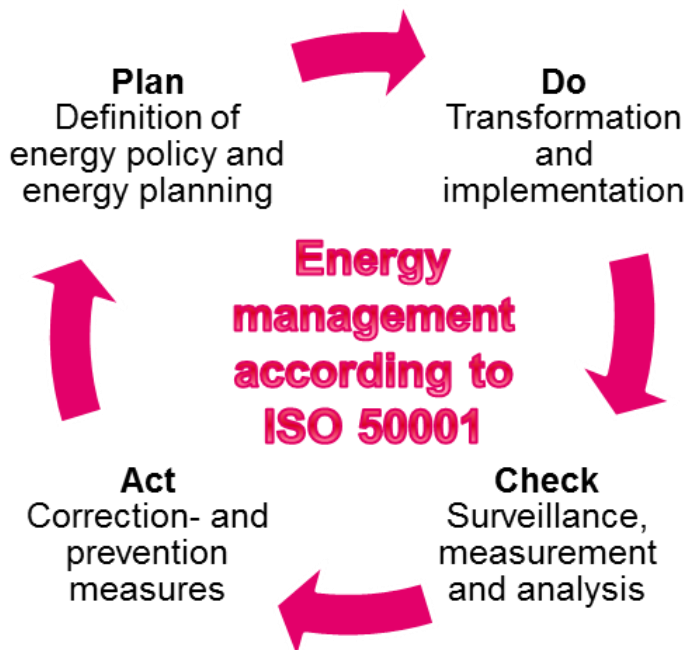 Plan
Definition of
energy policy and
energy planning
Do
Transformation
and
implementation
Energy
management
according to
ISO 50001
Act
Correction- and
prevention
measures
Check
Surveillance,
measurement
and analysis